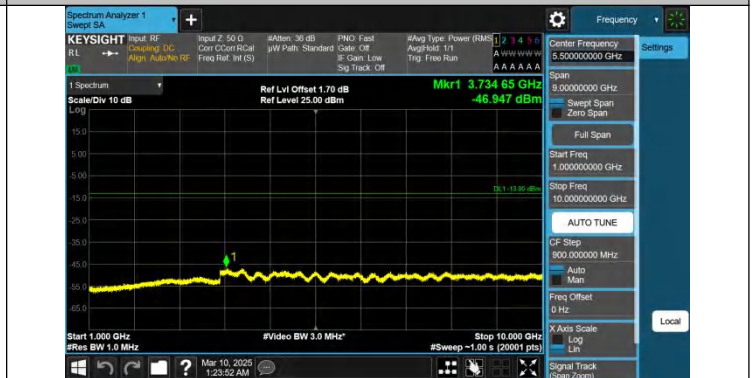 Spectrum Analyzer 1
Swept SA
Frequency
KEYSIGHT
RL
Input: RF
Coupling: DC
Align: Auto/No RF
Input Z: 50 Ω
Corr CCorr RCal
Freq Ref: Int (S)
#Atten: 36 dB
µW Path: Standard
PNO: Fast
Gate: Off
IF Gain: Low
Sig Track: Off
#Avg Type: Power (RMS
Avg|Hold: 1/1
Trig: Free Run
1 2 3 4 5 6
A W W W W W
A A A A A A
1 Spectrum
Scale/Div 10 dB
Log
Ref Lvl Offset 1.70 dB
Ref Level 25.00 dBm
Mkr1 3.734 65 GHz
-46.947 dBm
15.0
5.00
-5.00
-15.0
-25.0
-35.0
-45.0
-55.0
-65.0
DL1 -13.00 dBm
1
Start 1.000 GHz
#Res BW 1.0 MHz
#Video BW 3.0 MHz*
Stop 10.000 GHz
#Sweep ~1.00 s (20001 pts)
Mar 10, 2025
1:23:52 AM
Center Frequency
5.500000000 GHz
Settings
Span
9.00000000 GHz
Swept Span
Zero Span
Full Span
Start Freq
1.000000000 GHz
Stop Freq
10.000000000 GHz
AUTO TUNE
CF Step
900.000000 MHz
Auto
Man
Freq Offset
0 Hz
X Axis Scale
Log
Lin
Local
Signal Track
(Span Zoom)